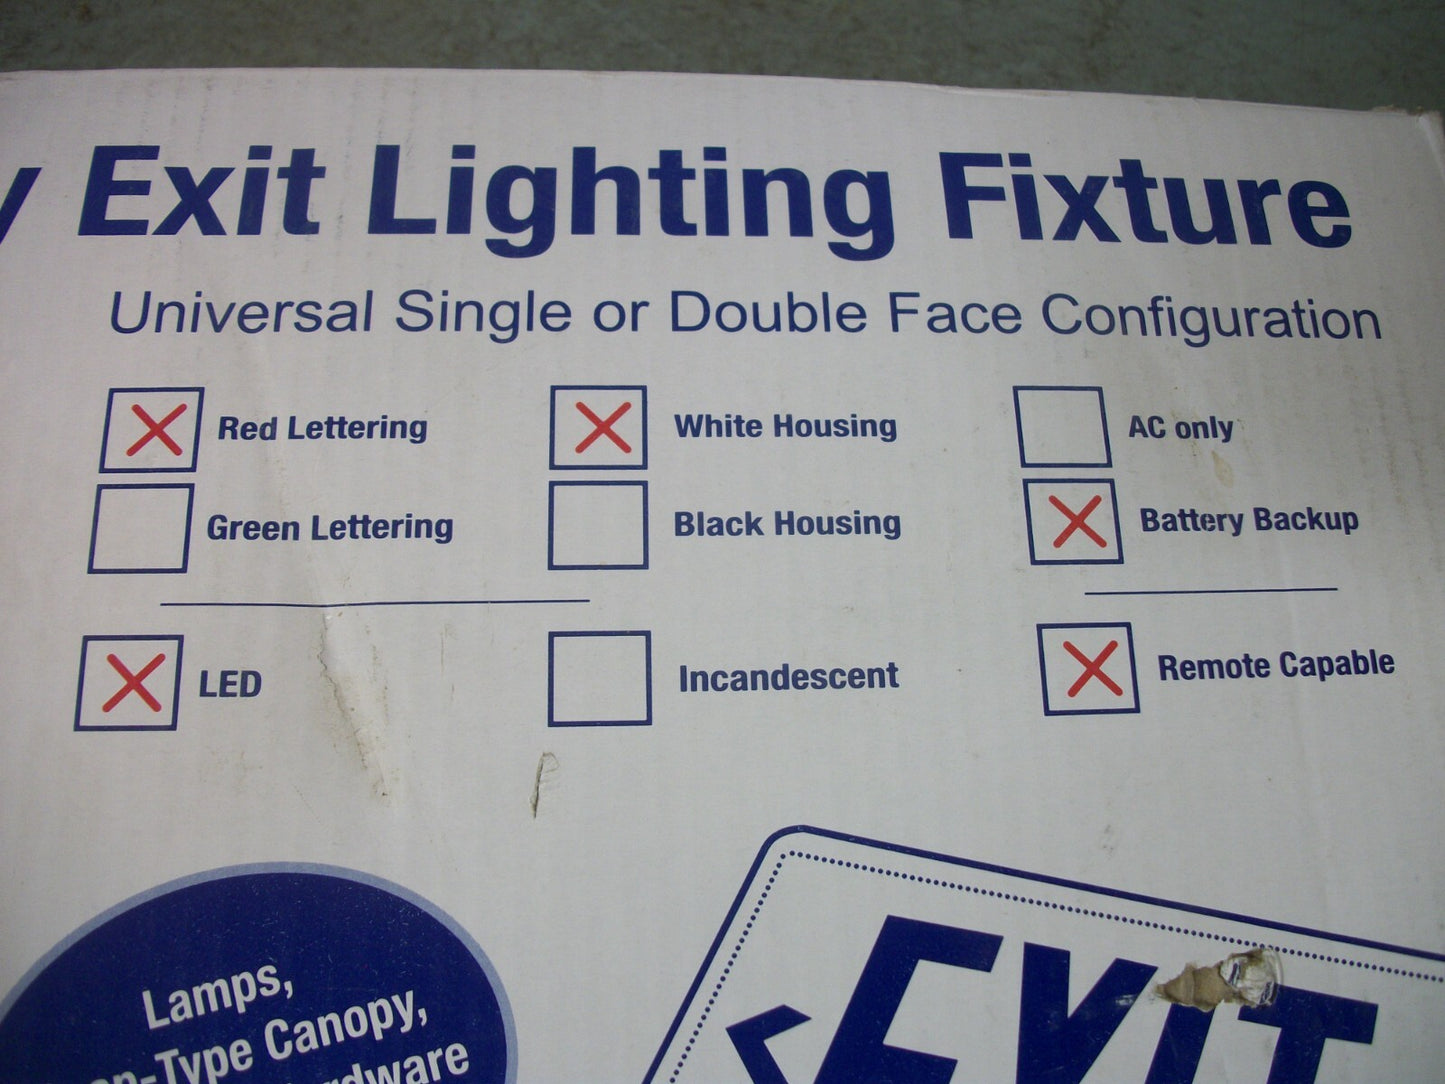 Exit Lighting Fixture
Universal Single or Double Face Configuration
Red Lettering
White Housing
AC only
Green Lettering
Black Housing
Battery Backup
LED
Incandescent
Remote Capable
Lamps,
-Type Canopy,
EXIT